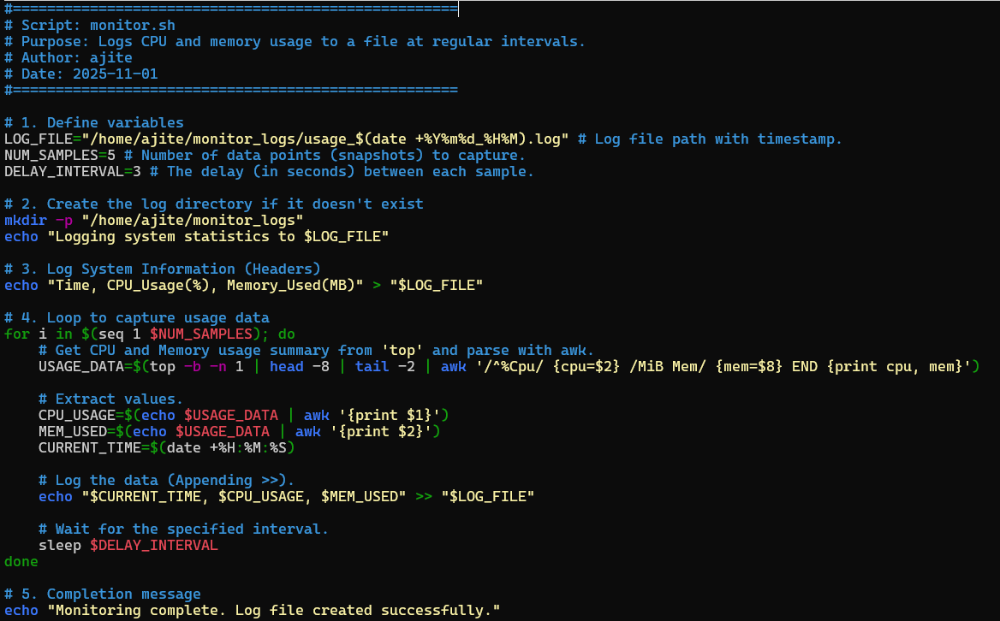 #====================================================
# Script: monitor.sh
# Purpose: Logs CPU and memory usage to a file at regular intervals.
# Author: ajite
# Date: 2025-11-01
#====================================================

# 1. Define variables
LOG_FILE="/home/ajite/monitor_logs/usage_$(date +%Y%m%d_%H%M).log" # Log file path with timestamp.
NUM_SAMPLES=5 # Number of data points (snapshots) to capture.
DELAY_INTERVAL=3 # The delay (in seconds) between each sample.

# 2. Create the log directory if it doesn't exist
mkdir -p "/home/ajite/monitor_logs"
echo "Logging system statistics to $LOG_FILE"

# 3. Log System Information (Headers)
echo "Time, CPU_Usage(%), Memory_Used(MB)" > "$LOG_FILE"

# 4. Loop to capture usage data
for i in $(seq 1 $NUM_SAMPLES); do
    # Get CPU and Memory usage summary from 'top' and parse with awk.
    USAGE_DATA=$(top -b -n 1 | head -8 | tail -2 | awk '/^%Cpu/ {cpu=$2} /MiB Mem/ {mem=$8} END {print cpu, mem}')

    # Extract values.
    CPU_USAGE=$(echo $USAGE_DATA | awk '{print $1}')
    MEM_USED=$(echo $USAGE_DATA | awk '{print $2}')
    CURRENT_TIME=$(date +%H:%M:%S)

    # Log the data (Appending >>).
    echo "$CURRENT_TIME, $CPU_USAGE, $MEM_USED" >> "$LOG_FILE"

    # Wait for the specified interval.
    sleep $DELAY_INTERVAL
done

# 5. Completion message
echo "Monitoring complete. Log file created successfully."